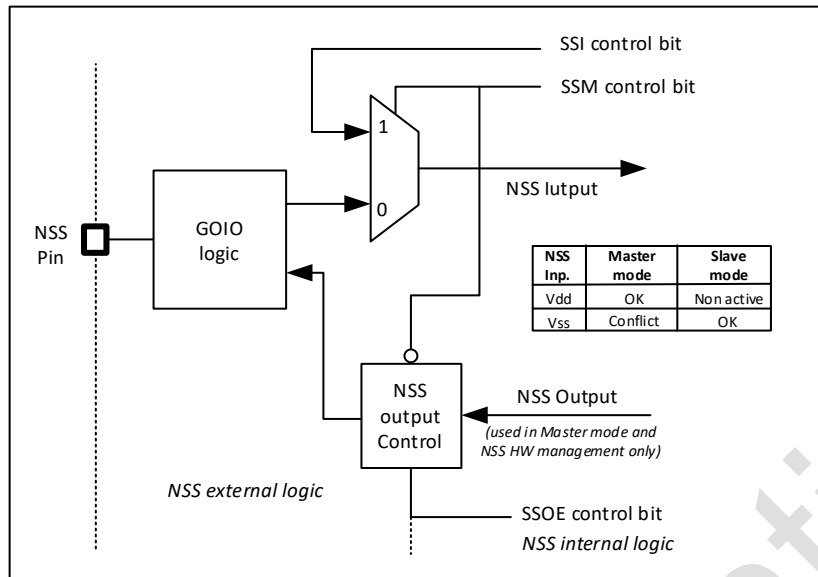 SSI control bit
SSM control bit
1
NSS Iutput
0
GOIO
logic
NSS
Pin
NSS Inp. Master mode Slave mode
Vdd OK Non active
Vss Conflict OK
NSS
output
Control
NSS Output
(used in Master mode and
NSS HW management only)
NSS external logic
SSOE control bit
NSS internal logic